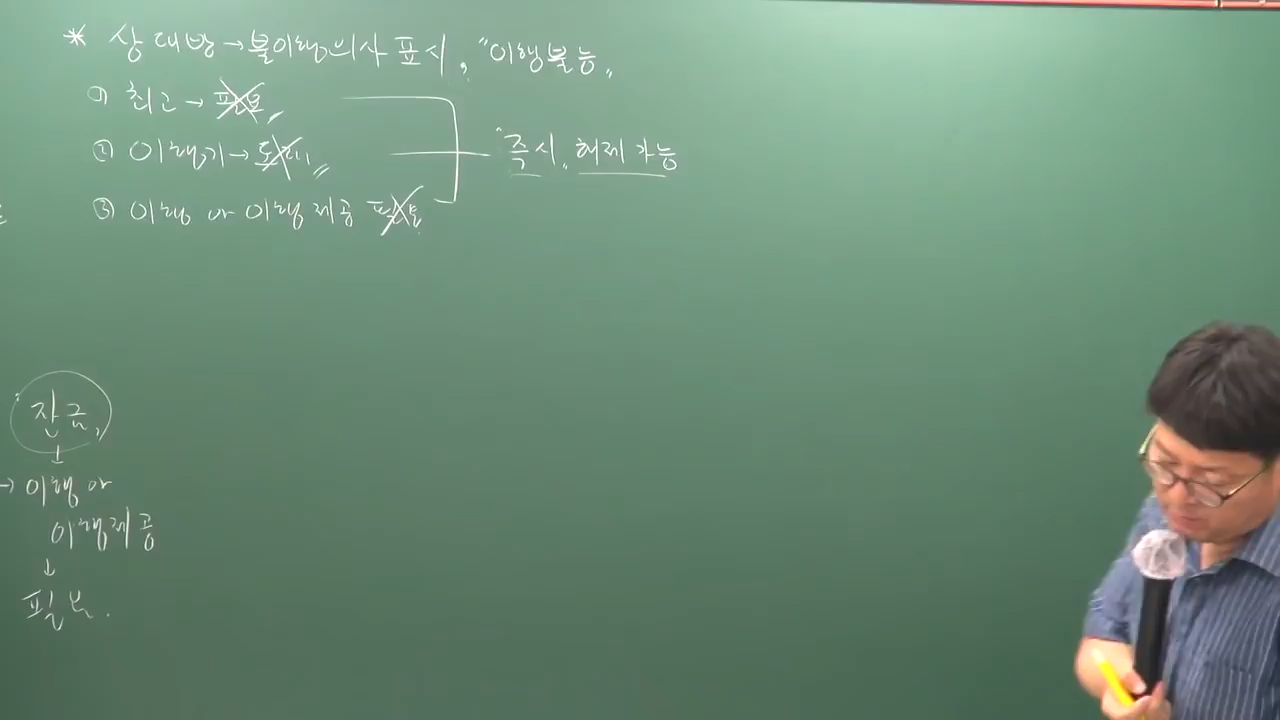 * 상대방→불이행의사표시, "이행불능"
① 최고→필요
② 이행기→도래
③ 이행 or 이행제공 필요
"즉시, 해제가능
잔금"
↓
→이행 or
이행제공
↓
필요.